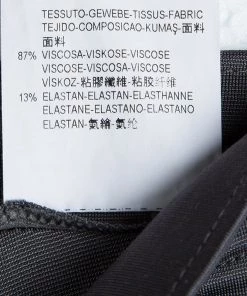 TESSUTO-GEWEBE-TISSUS-FABRIC
TEJIDO-COMPOSICAO-KUMAŞ-面料
面料
87% VISCOSA-VISKOSE-VISCOSE
VISCOSE-VISCOSA-VISCOSE
VİSKOZ-粘膠纖維-粘胶纤维
13% ELASTAN-ELASTAN-ELASTHANNE
ELASTANE-ELASTANO-ELASTANO
ELASTAN-氨綸-氨纶